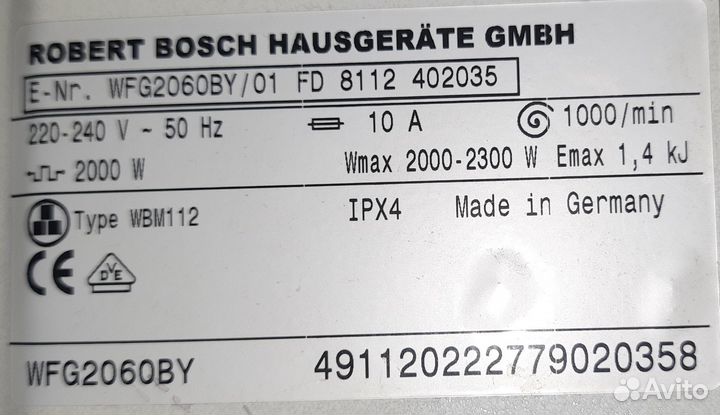 ROBERT BOSCH HAUSGERÄTE GMBH
E-Nr. WFG2060BY/01 FD 8112 402035
220-240 V ~ 50 Hz 10 A 1000/min
2000 W Wmax 2000-2300 W Emax 1,4 kJ
Type WBM112 IPX4 Made in Germany
CE DVE
WFG2060BY 491120222779020358
Avito